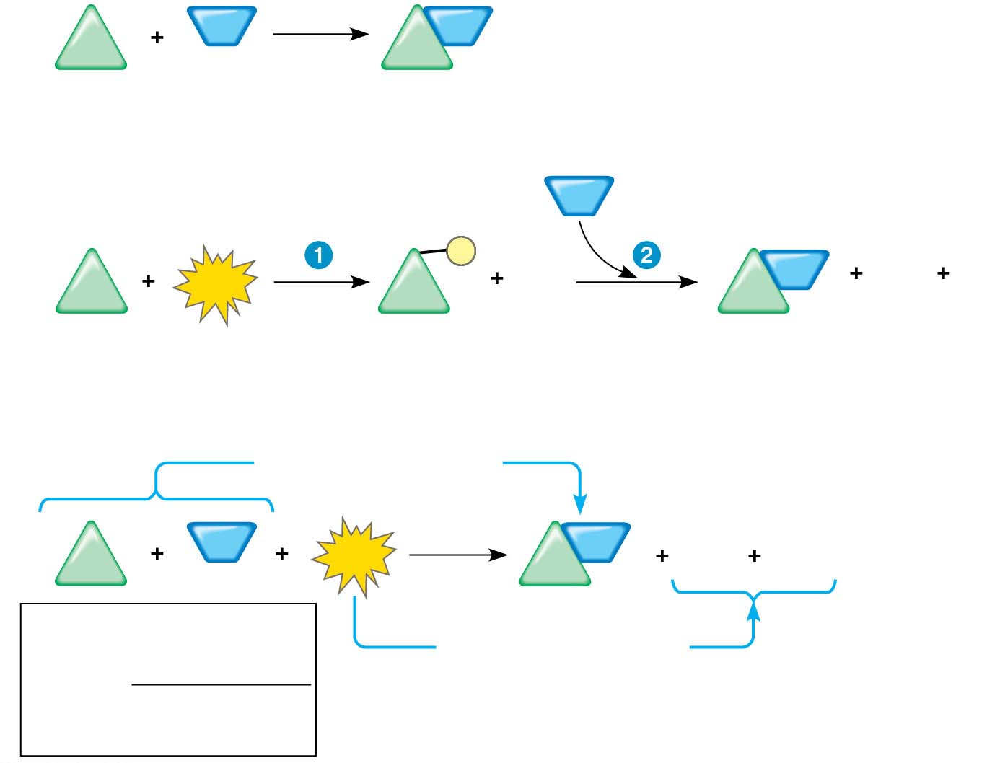 +
1
2
+ + + +
+ + + +